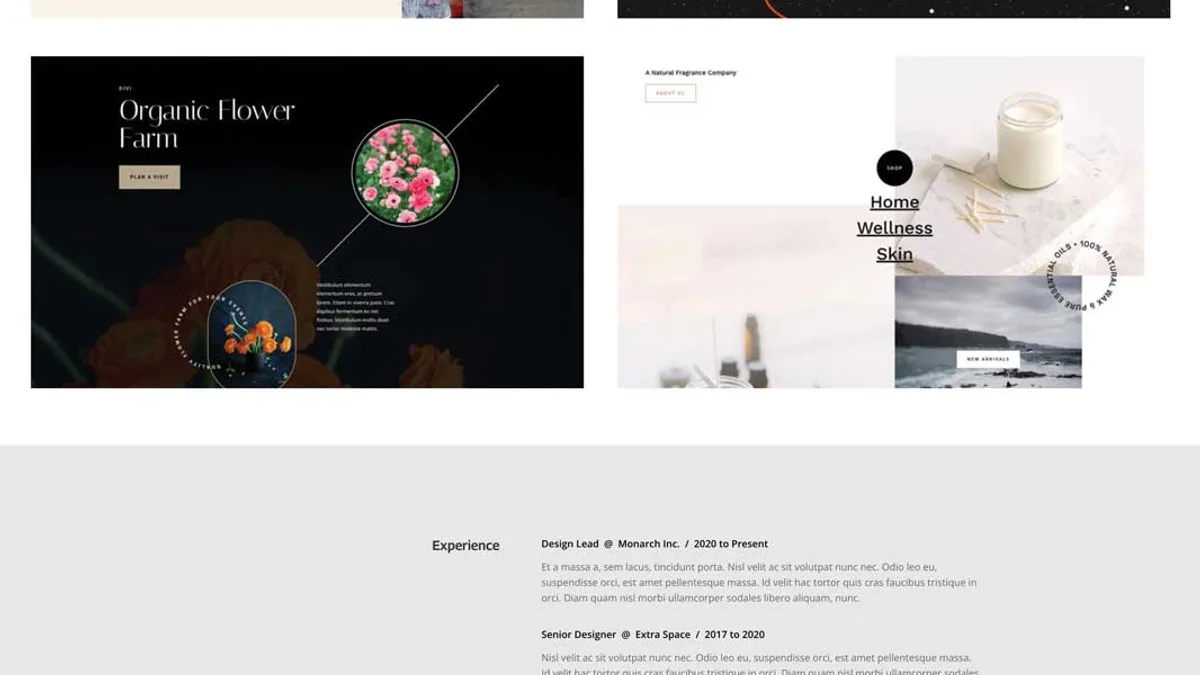 DIVI
Organic Flower
Farm
PLAN A VISIT
Vestibulum elementum
elementum eros, at pretium
lorem. Etiam in viverra justo. Cras
dapibus fermentum ex nec
finibus. Vestibulum mollis diam
nec tortor molestie mattis.
QUALITY FLOWER FARM FOR YOUR EVENTS
A Natural Fragrance Company
ABOUT US
SHOP
Home
Wellness
Skin
100% NATURAL WAX & PURE ESSENTIAL OILS •
NEW ARRIVALS
Experience
Design Lead @ Monarch Inc. / 2020 to Present
Et a massa a, sem lacus, tincidunt porta. Nisl velit ac sit volutpat nunc nec. Odio leo eu,
suspendisse orci, est amet pellentesque massa. Id velit hac tortor quis cras faucibus tristique in
orci. Diam quam nisl morbi ullamcorper sodales libero aliquam, nunc.
Senior Designer @ Extra Space / 2017 to 2020
Nisl velit ac sit volutpat nunc nec. Odio leo eu, suspendisse orci, est amet pellentesque massa.
Id velit hac tortor quis cras faucibus tristique in orci. Diam quam nisl morbi ullamcorper sodales